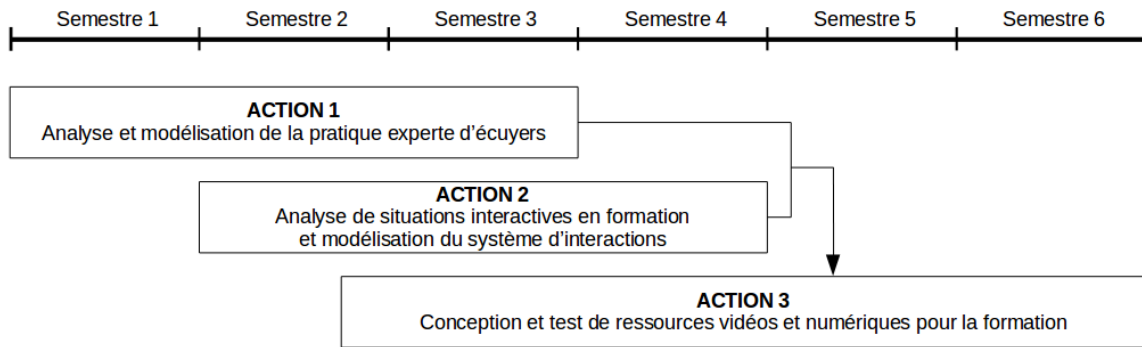 Semestre 1 Semestre 2 Semestre 3 Semestre 4 Semestre 5 Semestre 6
ACTION 1
Analyse et modélisation de la pratique experte d'écuyers
ACTION 2
Analyse de situations interactives en formation
et modélisation du système d'interactions
ACTION 3
Conception et test de ressources vidéos et numériques pour la formation